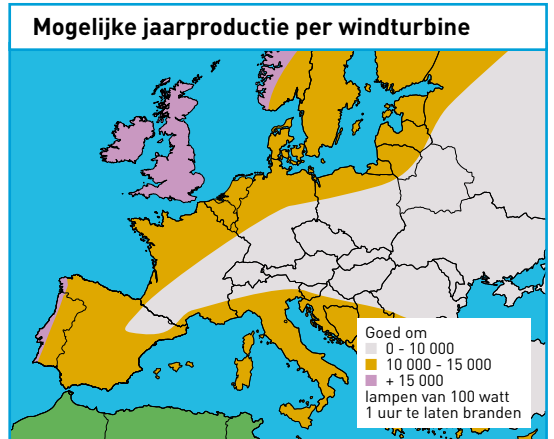 Mogelijke jaarproductie per windturbine
Goed om
0 - 10 000
10 000 - 15 000
+ 15 000
lampen van 100 watt
1 uur te laten branden